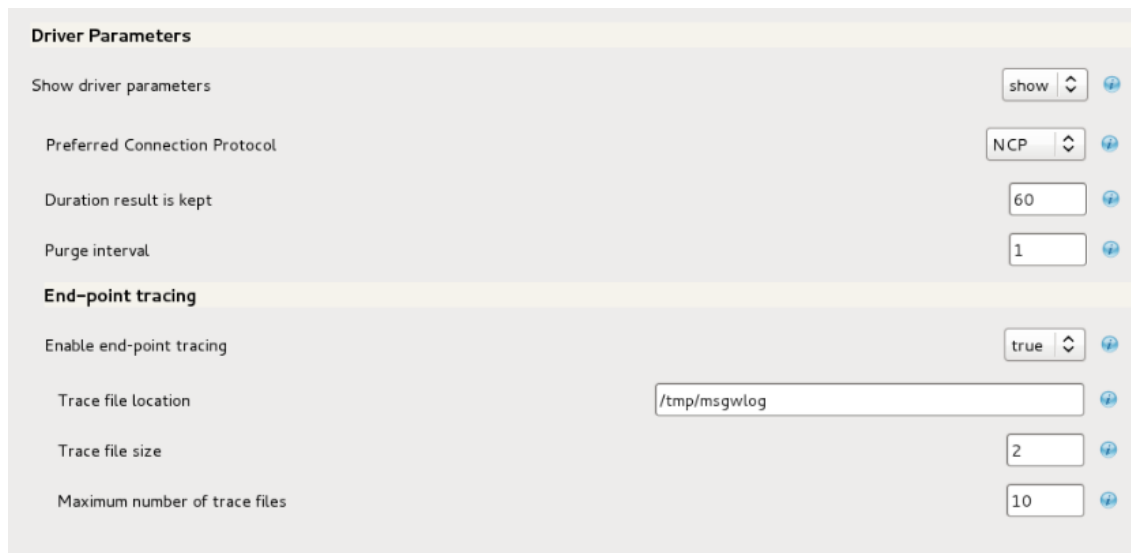 Driver Parameters
Show driver parameters show
Preferred Connection Protocol NCP
Duration result is kept 60
Purge interval 1
End-point tracing
Enable end-point tracing true
Trace file location /tmp/msgwlog
Trace file size 2
Maximum number of trace files 10